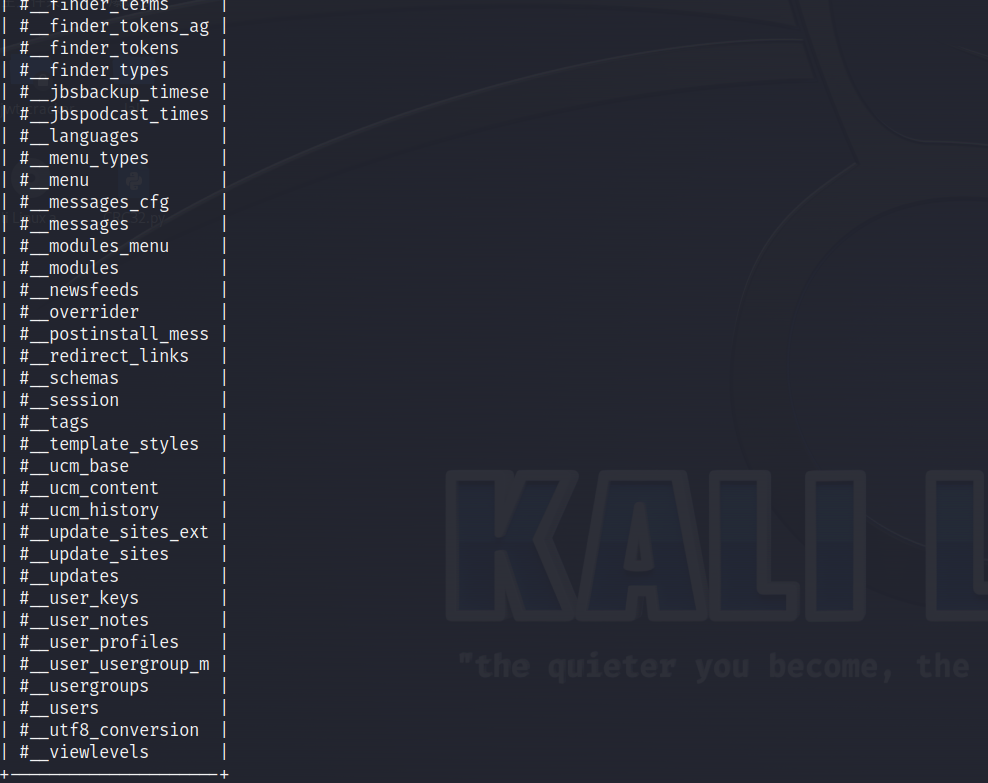 | #__finder_terms |
| #__finder_tokens_ag |
| #__finder_tokens |
| #__finder_types |
| #__jbsbackup_timese |
| #__jbspodcast_times |
| #__languages |
| #__menu_types |
| #__menu |
| #__messages_cfg |
| #__messages |
| #__modules_menu |
| #__modules |
| #__newsfeeds |
| #__overrider |
| #__postinstall_mess |
| #__redirect_links |
| #__schemas |
| #__session |
| #__tags |
| #__template_styles |
| #__ucm_base |
| #__ucm_content |
| #__ucm_history |
| #__update_sites_ext |
| #__update_sites |
| #__updates |
| #__user_keys |
| #__user_notes |
| #__user_profiles |
| #__user_usergroup_m |
| #__usergroups |
| #__users |
| #__utf8_conversion |
| #__viewlevels |
+---------------------+
KALI L
"the quieter you become, the